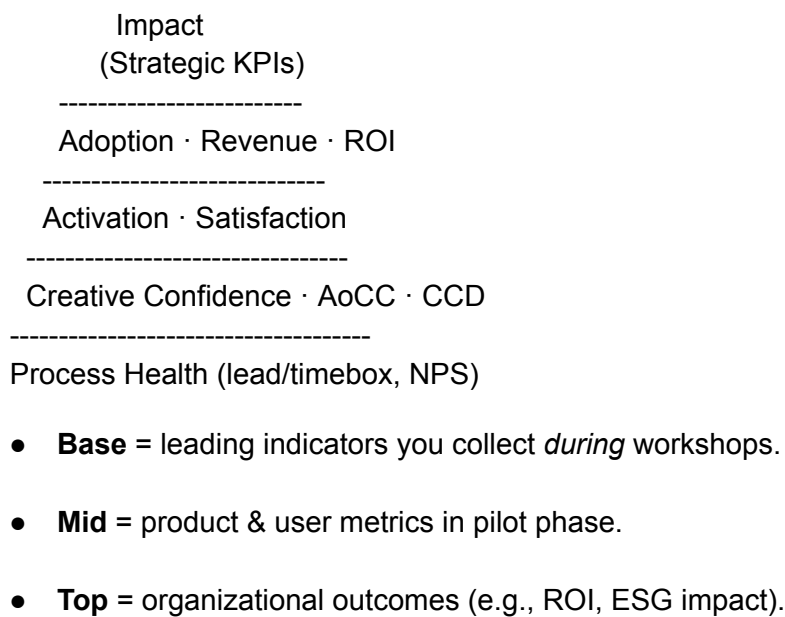 Impact
(Strategic KPIs)
-------------------------
Adoption · Revenue · ROI
-----------------------------
Activation · Satisfaction
---------------------------------
Creative Confidence · AoCC · CCD
-------------------------------------
Process Health (lead/timebox, NPS)
● Base = leading indicators you collect during workshops.
● Mid = product & user metrics in pilot phase.
● Top = organizational outcomes (e.g., ROI, ESG impact).